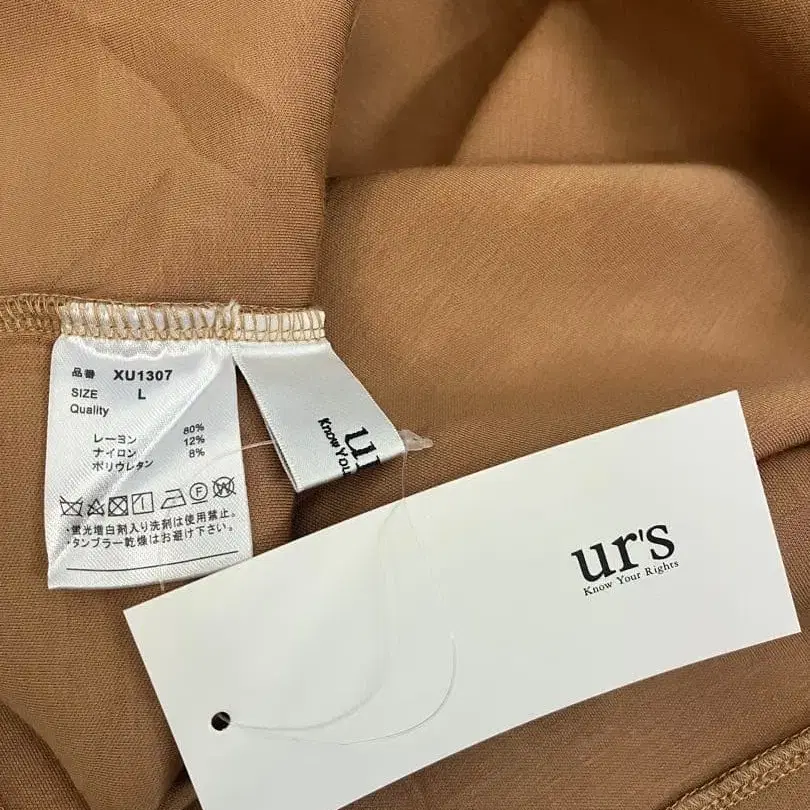 品番 XU1307
SIZE L
Quality
レーヨン 80%
ナイロン 12%
ポリウレタン 8%
・蛍光増白剤入り洗剤は使用禁止。
・タンブラー乾燥はお避け下さい。
ur
Know You
ur's
Know Your Rights